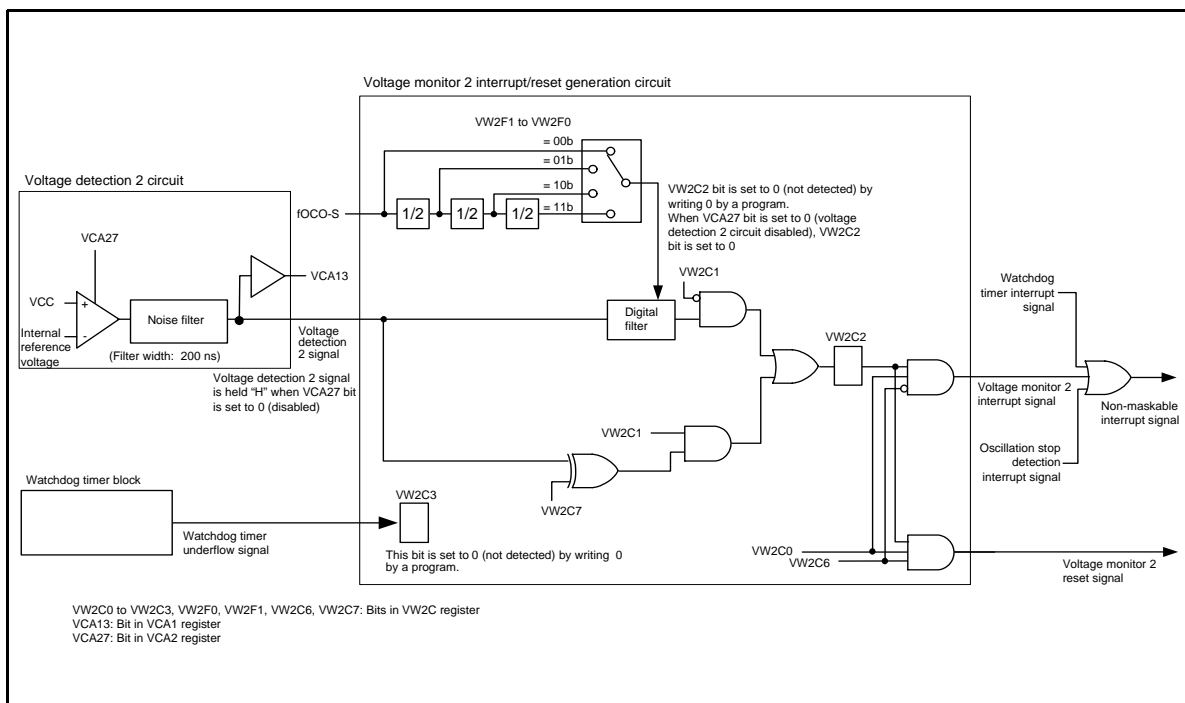 Voltage monitor 2 interrupt/reset generation circuit
VW2F1 to VW2F0
= 00b
= 01b
= 10b
= 11b
Voltage detection 2 circuit
fOCO-S
1/2
1/2
1/2
VW2C2 bit is set to 0 (not detected) by
writing 0 by a program.
When VCA27 bit is set to 0 (voltage
detection 2 circuit disabled), VW2C2
bit is set to 0
VCA27
VCA13
VW2C1
Watchdog
timer interrupt
signal
VCC
+
Internal
reference
voltage
-
Noise filter
(Filter width: 200 ns)
Voltage
detection
2 signal
Digital
filter
VW2C2
Voltage detection 2 signal
is held “H” when VCA27 bit
is set to 0 (disabled)
Voltage monitor 2
interrupt signal
Non-maskable
interrupt signal
VW2C1
Oscillation stop
detection
interrupt signal
Watchdog timer block
VW2C3
VW2C7
Watchdog timer
underflow signal
This bit is set to 0 (not detected) by writing 0
by a program.
VW2C0
VW2C6
Voltage monitor 2
reset signal
VW2C0 to VW2C3, VW2F0, VW2F1, VW2C6, VW2C7: Bits in VW2C register
VCA13: Bit in VCA1 register
VCA27: Bit in VCA2 register